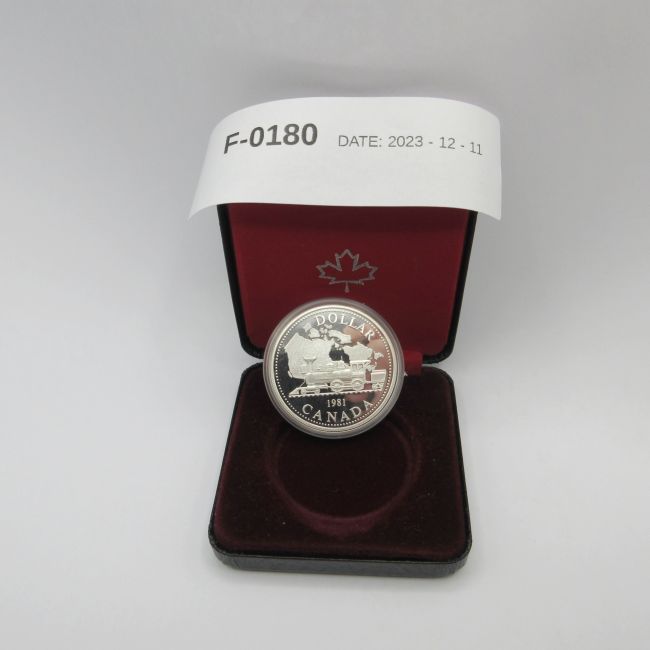 F-0180 DATE: 2023 - 12 - 11
DOLLAR
1981
CANADA